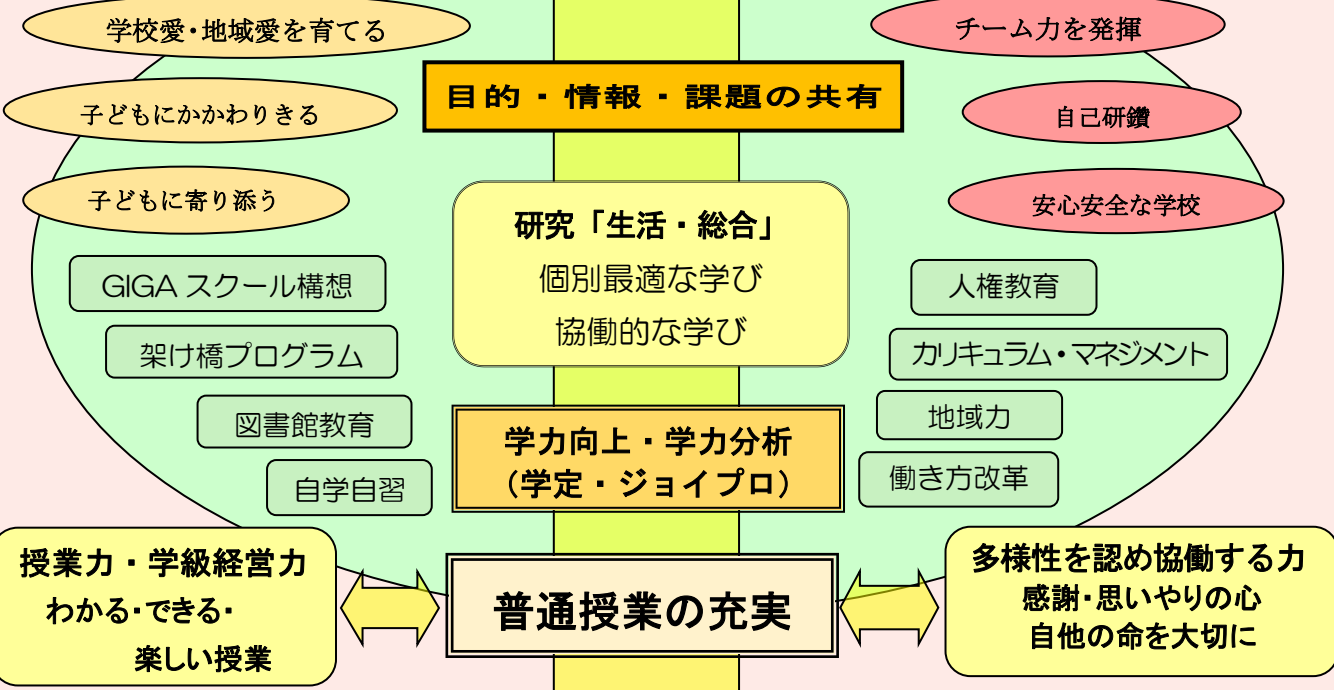 学校愛・地域愛を育てる
チーム力を発揮
目的・情報・課題の共有
子どもにかかわりきる
自己研鑽
子どもに寄り添う
安心安全な学校
研究「生活・総合」
個別最適な学び
協働的な学び
GIGA スクール構想
架け橋プログラム
図書館教育
自学自習
人権教育
カリキュラム・マネジメント
地域力
働き方改革
学力向上・学力分析
（学定・ジョイプロ）
授業力・学級経営力
わかる・できる・
楽しい授業
普通授業の充実
多様性を認め協働する力
感謝・思いやりの心
自他の命を大切に